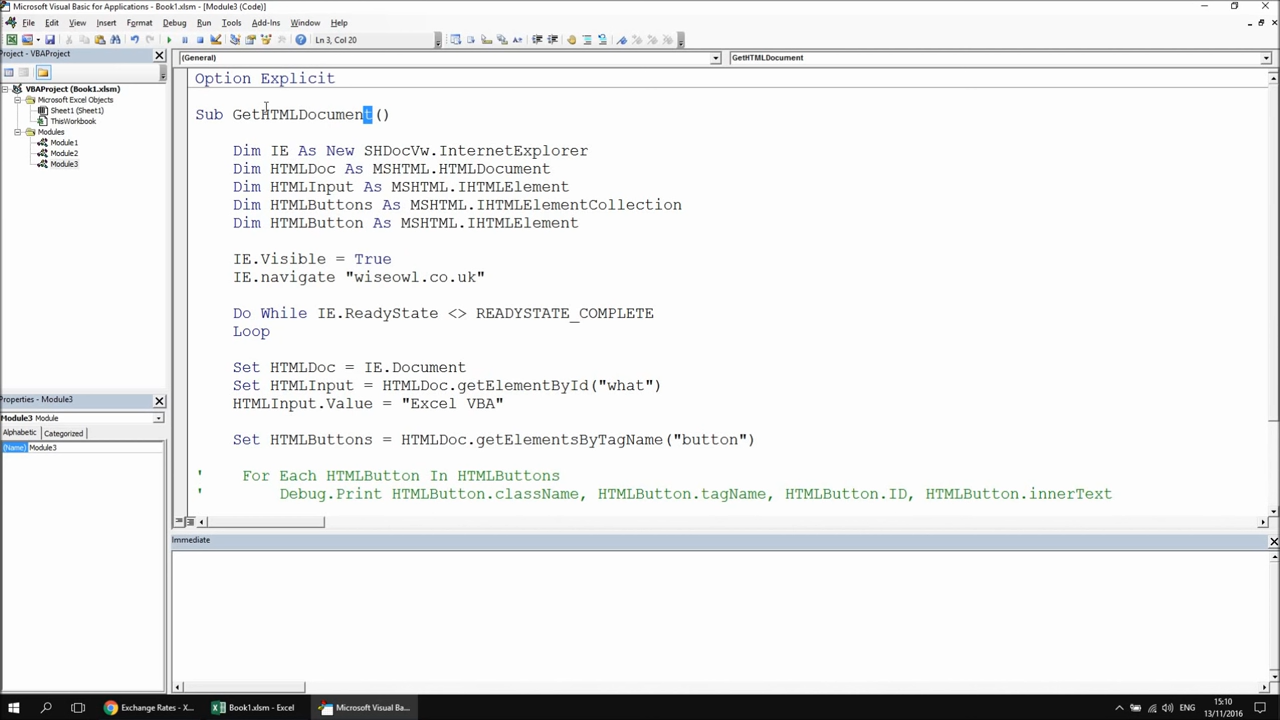 Microsoft Visual Basic for Applications - Book1.xlsm - [Module3 (Code)]
File Edit View Insert Format Debug Run Tools Add-Ins Window Help
Ln 3, Col 20
Project - VBAProject
(General)
GetHTMLDocument
VBAProject (Book1.xlsm)
Microsoft Excel Objects
Sheet1 (Sheet1)
ThisWorkbook
Modules
Module1
Module2
Module3
Option Explicit
Sub GetHTMLDocument()
Dim IE As New SHDocVw.InternetExplorer
Dim HTMLDoc As MSHTML.HTMLDocument
Dim HTMLInput As MSHTML.IHTMLElement
Dim HTMLButtons As MSHTML.IHTMLElementCollection
Dim HTMLButton As MSHTML.IHTMLElement
IE.Visible = True
IE.navigate "wiseowl.co.uk"
Do While IE.ReadyState <> READYSTATE_COMPLETE
Loop
Set HTMLDoc = IE.Document
Set HTMLInput = HTMLDoc.getElementById("what")
HTMLInput.Value = "Excel VBA"
Set HTMLButtons = HTMLDoc.getElementsByTagName("button")
' For Each HTMLButton In HTMLButtons
' Debug.Print HTMLButton.className, HTMLButton.tagName, HTMLButton.ID, HTMLButton.innerText
Properties - Module3
Module3 Module
Alphabetic Categorized
(Name) Module3
Immediate
Exchange Rates - X...
Book1.xlsm - Excel
Microsoft Visual Ba...
ENG
15:10
13/11/2016